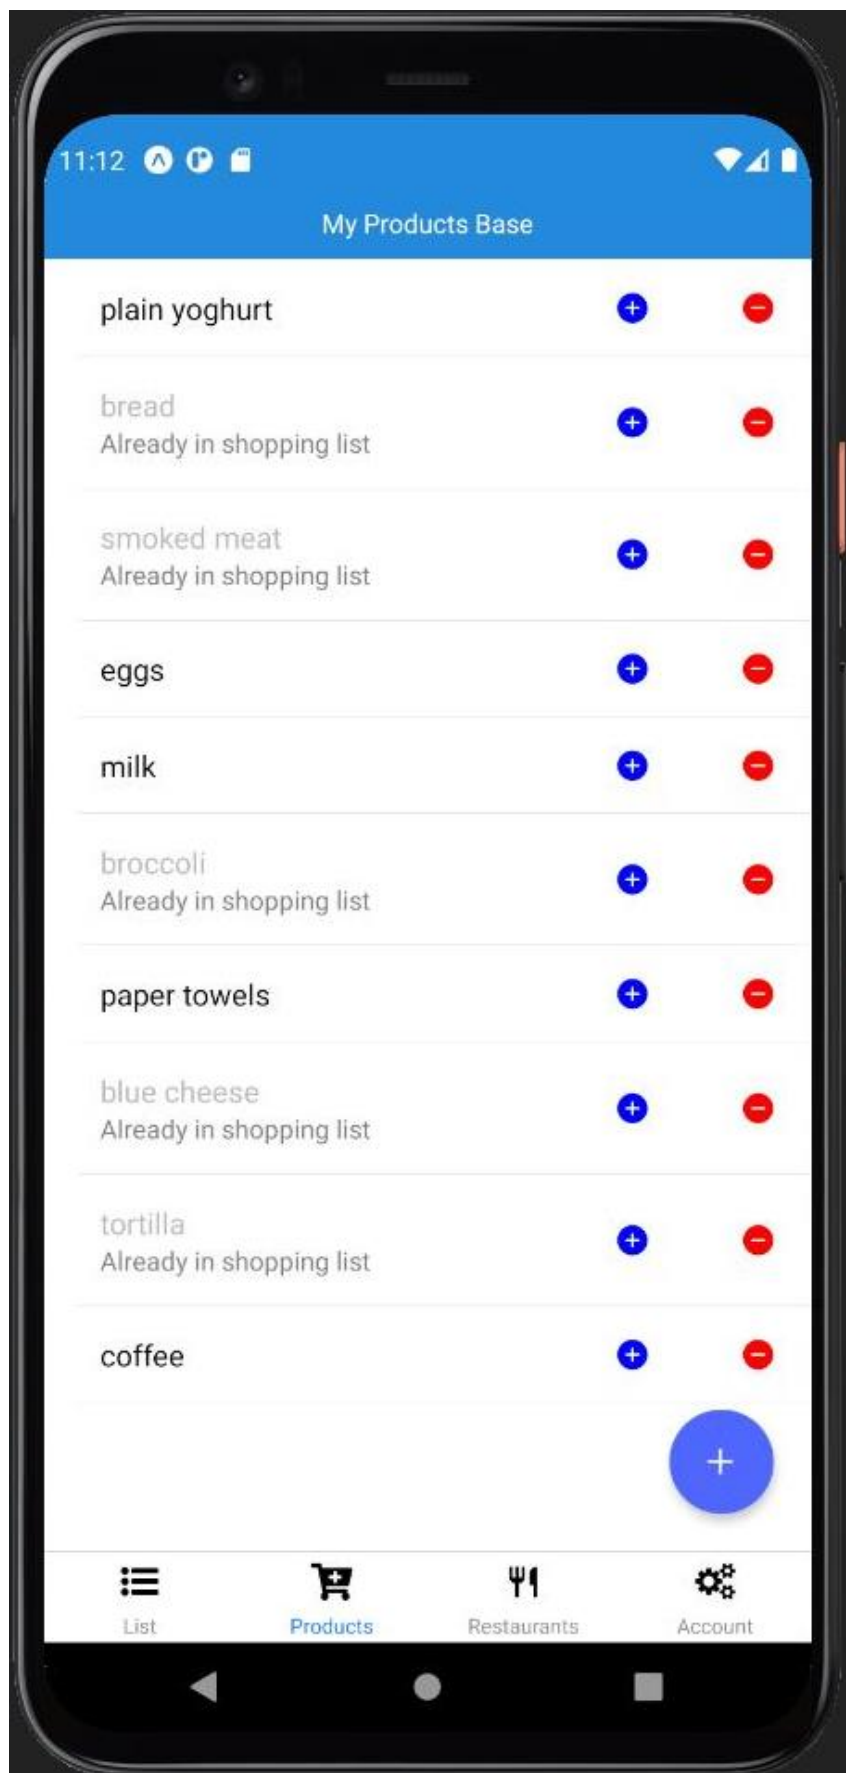 11:12
My Products Base
plain yoghurt
bread
Already in shopping list
smoked meat
Already in shopping list
eggs
milk
broccoli
Already in shopping list
paper towels
blue cheese
Already in shopping list
tortilla
Already in shopping list
coffee
List Products Restaurants Account